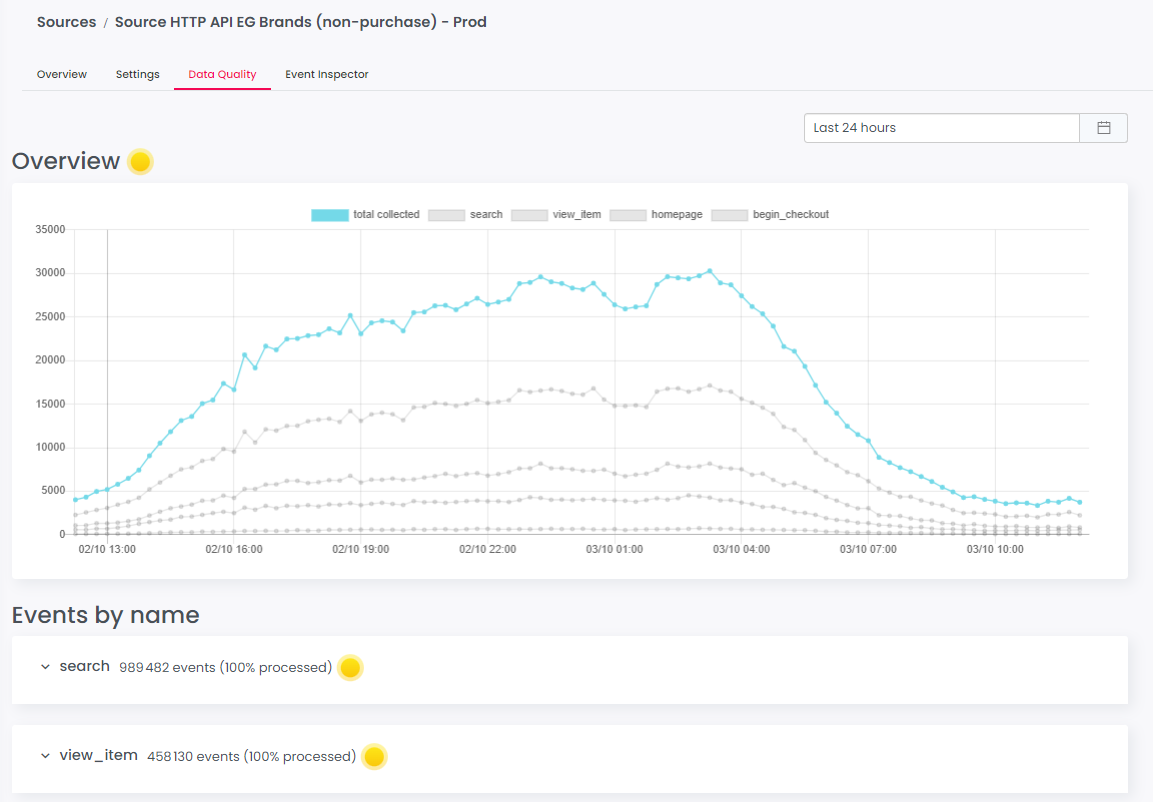 Sources / Source HTTP API EG Brands (non-purchase) - Prod
Overview Settings Data Quality Event Inspector
Last 24 hours
Overview
total collected search view_item homepage begin_checkout
35000
30000
25000
20000
15000
10000
5000
0
02/10 13:00 02/10 16:00 02/10 19:00 02/10 22:00 03/10 01:00 03/10 04:00 03/10 07:00 03/10 10:00
Events by name
search 989 482 events (100% processed)
view_item 458 130 events (100% processed)